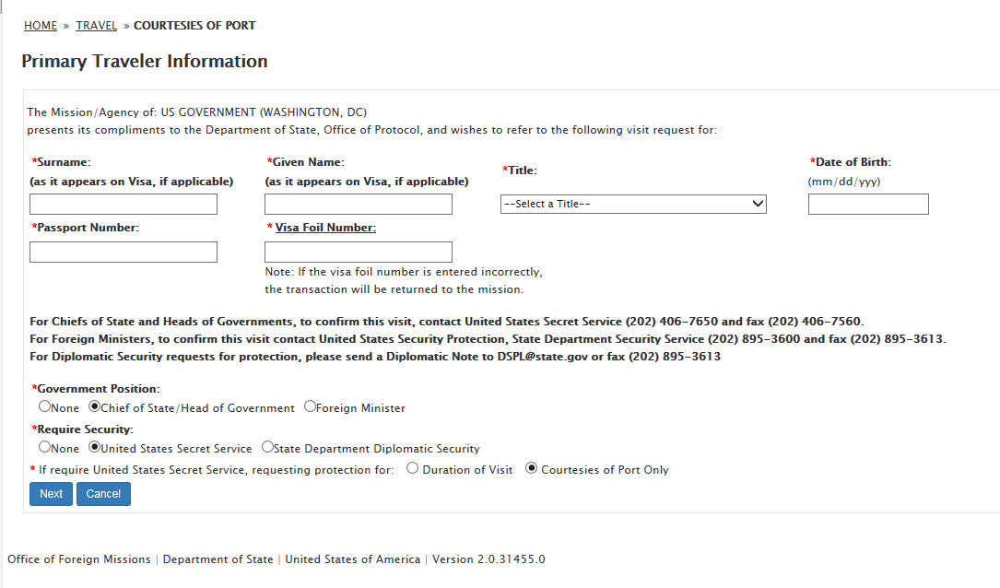 HOME » TRAVEL » COURTESIES OF PORT
Primary Traveler Information
The Mission/Agency of: US GOVERNMENT (WASHINGTON, DC)
presents its compliments to the Department of State, Office of Protocol, and wishes to refer to the following visit request for:
*Surname:
(as it appears on Visa, if applicable)
*Given Name:
(as it appears on Visa, if applicable)
*Title:
--Select a Title--
*Date of Birth:
(mm/dd/yyy)
*Passport Number:
* Visa Foil Number:
Note: If the visa foil number is entered incorrectly,
the transaction will be returned to the mission.
For Chiefs of State and Heads of Governments, to confirm this visit, contact United States Secret Service (202) 406-7650 and fax (202) 406-7560.
For Foreign Ministers, to confirm this visit contact United States Security Protection, State Department Security Service (202) 895-3600 and fax (202) 895-3613.
For Diplomatic Security requests for protection, please send a Diplomatic Note to DSPL@state.gov or fax (202) 895-3613
*Government Position:
None Chief of State/Head of Government Foreign Minister
*Require Security:
None United States Secret Service State Department Diplomatic Security
* If require United States Secret Service, requesting protection for: Duration of Visit Courtesies of Port Only
Next Cancel
Office of Foreign Missions | Department of State | United States of America | Version 2.0.31455.0